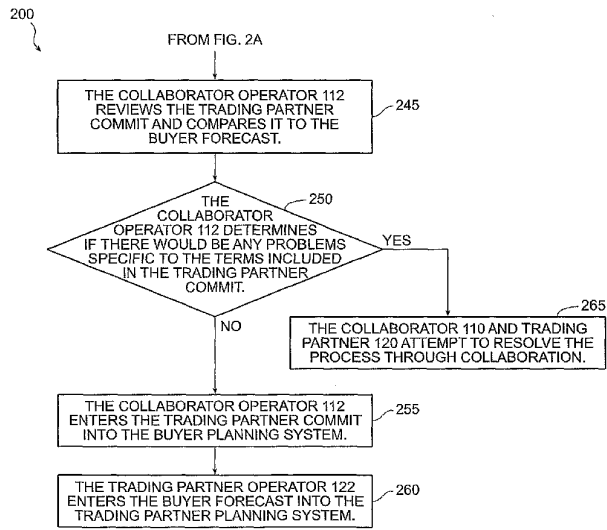 200
FROM FIG. 2A
THE COLLABORATOR OPERATOR 112
REVIEWS THE TRADING PARTNER
COMMIT AND COMPARES IT TO THE
BUYER FORECAST.
245
THE
COLLABORATOR
OPERATOR 112 DETERMINES
IF THERE WOULD BE ANY PROBLEMS
SPECIFIC TO THE TERMS INCLUDED
IN THE TRADING PARTNER
COMMIT.
250
YES
NO
265
THE COLLABORATOR 110 AND TRADING
PARTNER 120 ATTEMPT TO RESOLVE THE
PROCESS THROUGH COLLABORATION.
THE COLLABORATOR OPERATOR 112
ENTERS THE TRADING PARTNER COMMIT
INTO THE BUYER PLANNING SYSTEM.
255
THE TRADING PARTNER OPERATOR 122
ENTERS THE BUYER FORECAST INTO THE
TRADING PARTNER PLANNING SYSTEM.
260